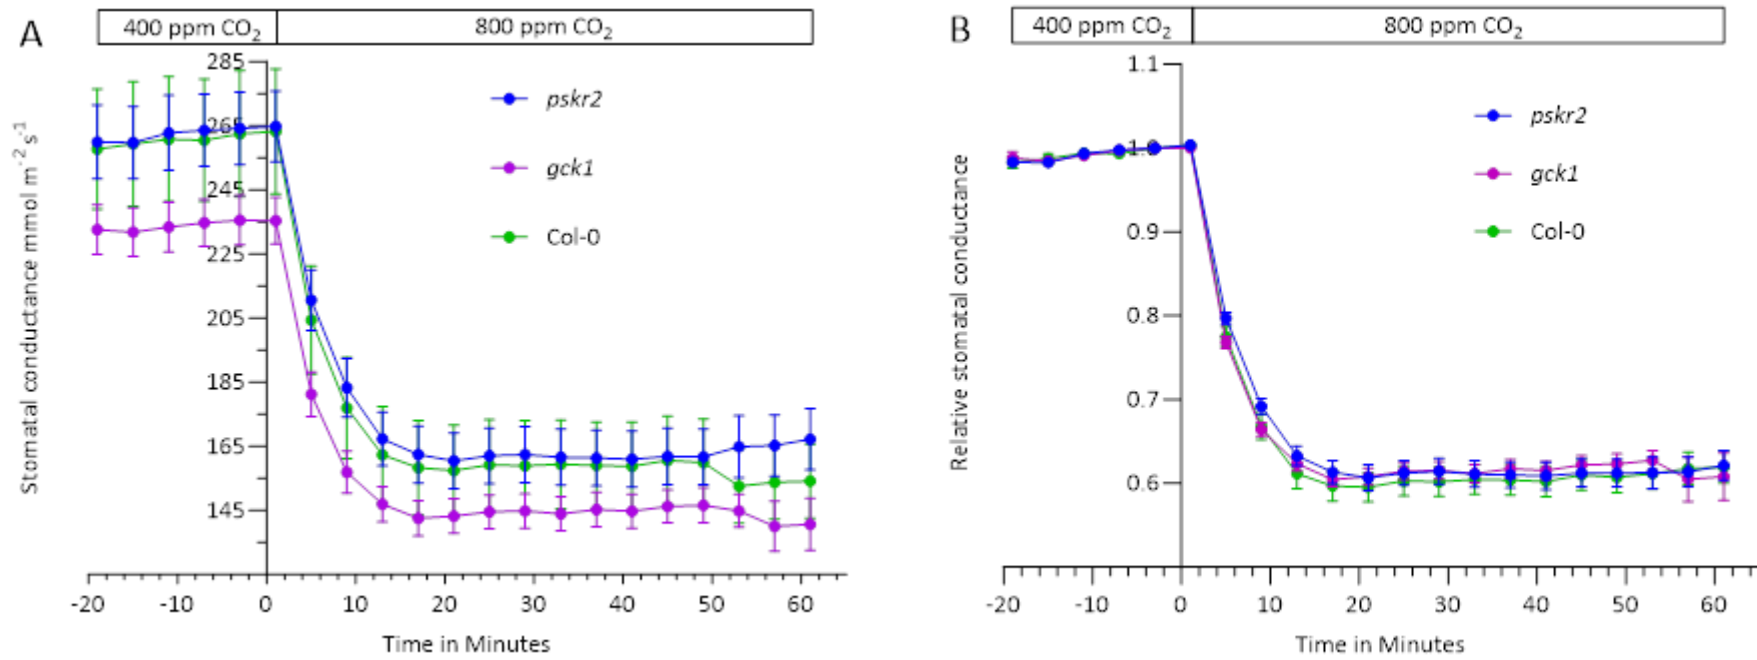 A
400 ppm CO2
800 ppm CO2
285
265
245
225
205
185
165
145
-20 -10 0 10 20 30 40 50 60
Time in Minutes
Stomatal conductance mmol m-2 s-1
pskr2
gck1
Col-0
B
400 ppm CO2
800 ppm CO2
1.1
1.0
0.9
0.8
0.7
0.6
-20 -10 0 10 20 30 40 50 60
Time in Minutes
Relative stomatal conductance
pskr2
gck1
Col-0